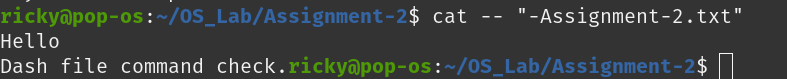 ricky@pop-os:~/OS_Lab/Assignment-2$ cat -- "-Assignment-2.txt"
Hello
Dash file command check.ricky@pop-os:~/OS_Lab/Assignment-2$